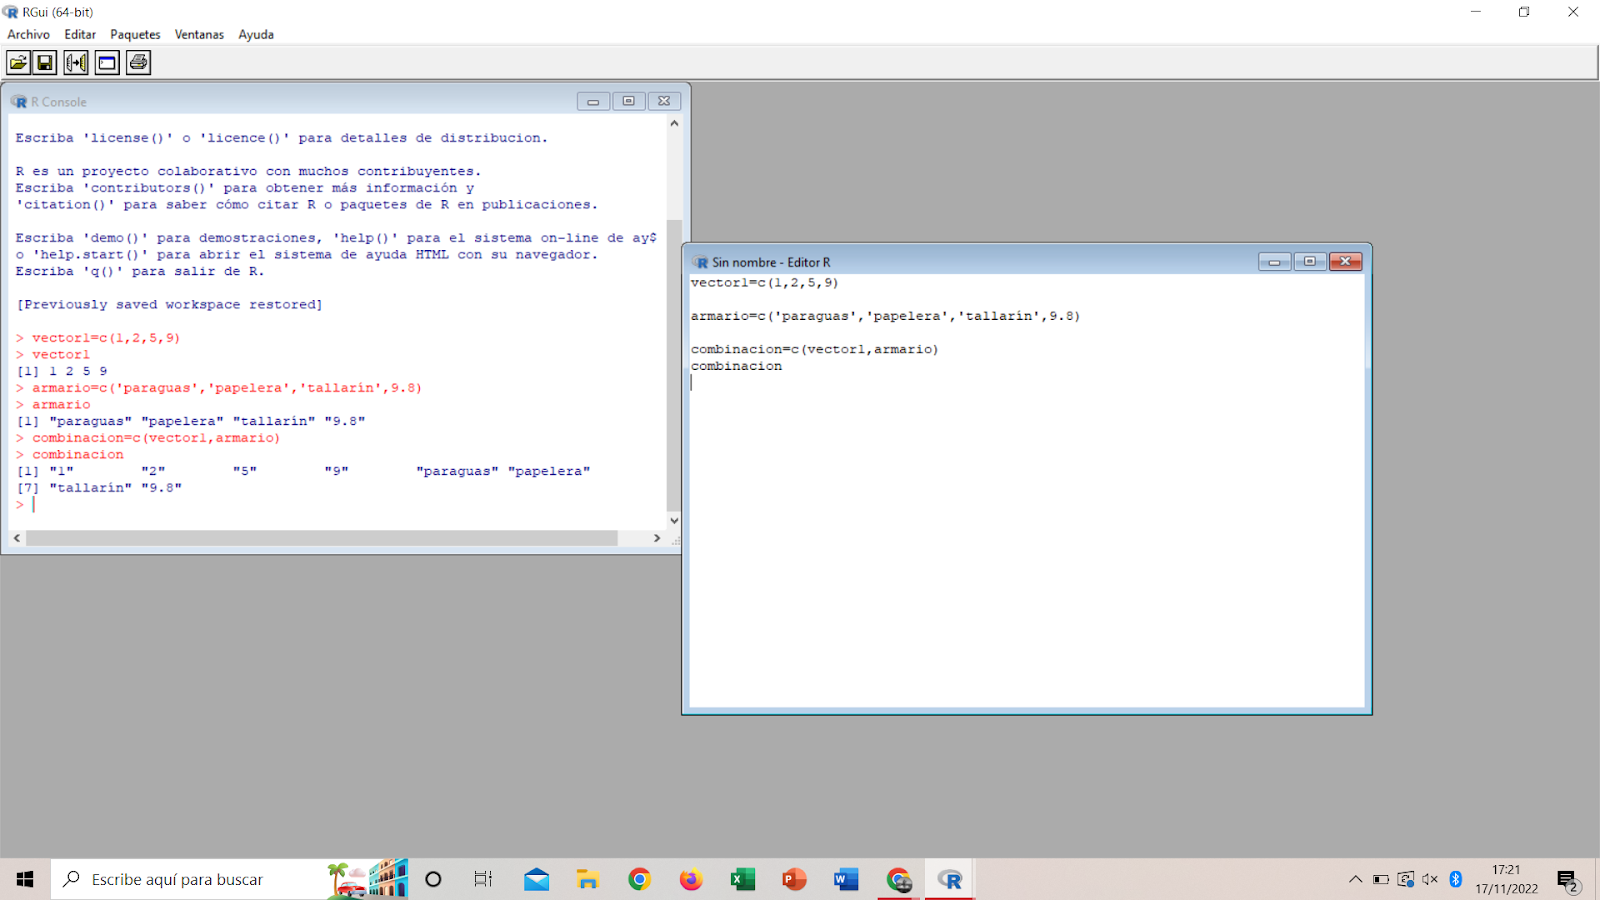 RGui (64-bit)
Archivo Editar Paquetes Ventanas Ayuda
R Console
Escriba 'license()' o 'licence()' para detalles de distribucion.
R es un proyecto colaborativo con muchos contribuyentes.
Escriba 'contributors()' para obtener más información y
'citation()' para saber cómo citar R o paquetes de R en publicaciones.
Escriba 'demo()' para demostraciones, 'help()' para el sistema on-line de ay$
o 'help.start()' para abrir el sistema de ayuda HTML con su navegador.
Escriba 'q()' para salir de R.
[Previously saved workspace restored]
> vector1=c(1,2,5,9)
> vector1
[1] 1 2 5 9
> armario=c('paraguas','papelera','tallarín',9.8)
> armario
[1] "paraguas" "papelera" "tallarín" "9.8"
> combinacion=c(vector1,armario)
> combinacion
[1] "1" "2" "5" "9" "paraguas" "papelera"
[7] "tallarín" "9.8"
>
Sin nombre - Editor R
vector1=c(1,2,5,9)
armario=c('paraguas','papelera','tallarín',9.8)
combinacion=c(vector1,armario)
combinacion
Escribe aquí para buscar
17:21
17/11/2022
2